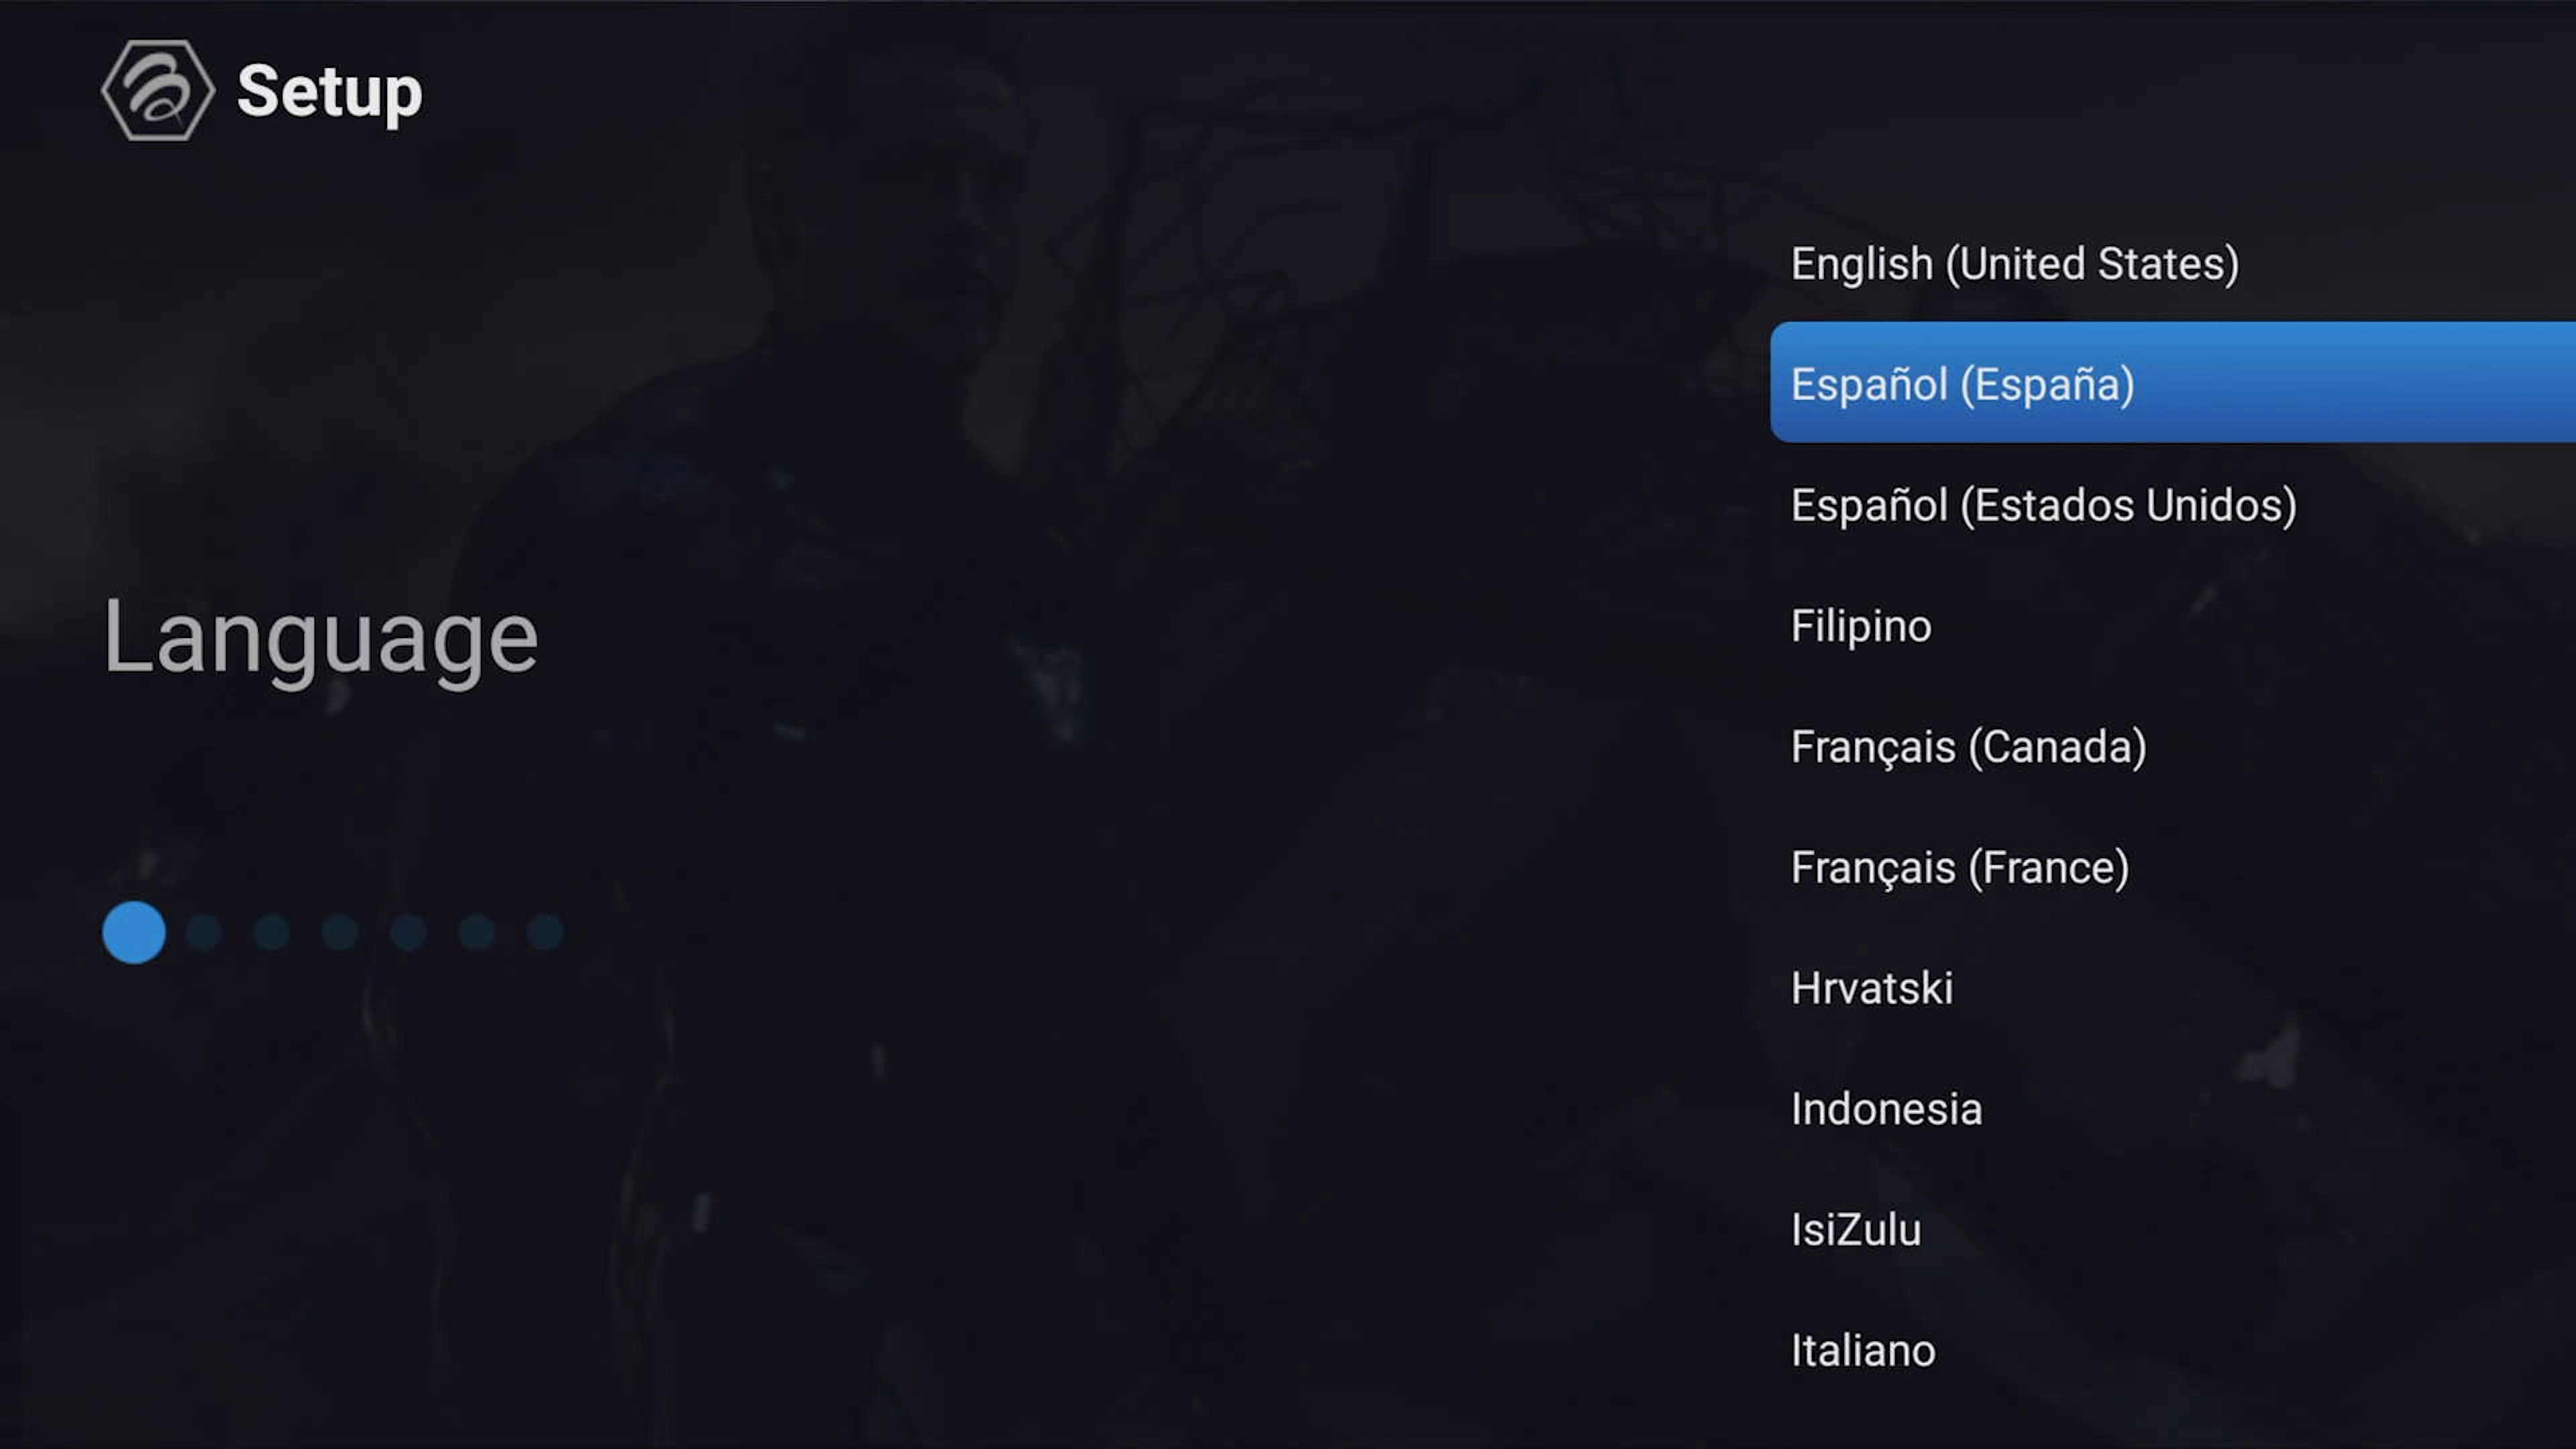 Setup
Language
English (United States)
Español (España)
Español (Estados Unidos)
Filipino
Français (Canada)
Français (France)
Hrvatski
Indonesia
IsiZulu
Italiano